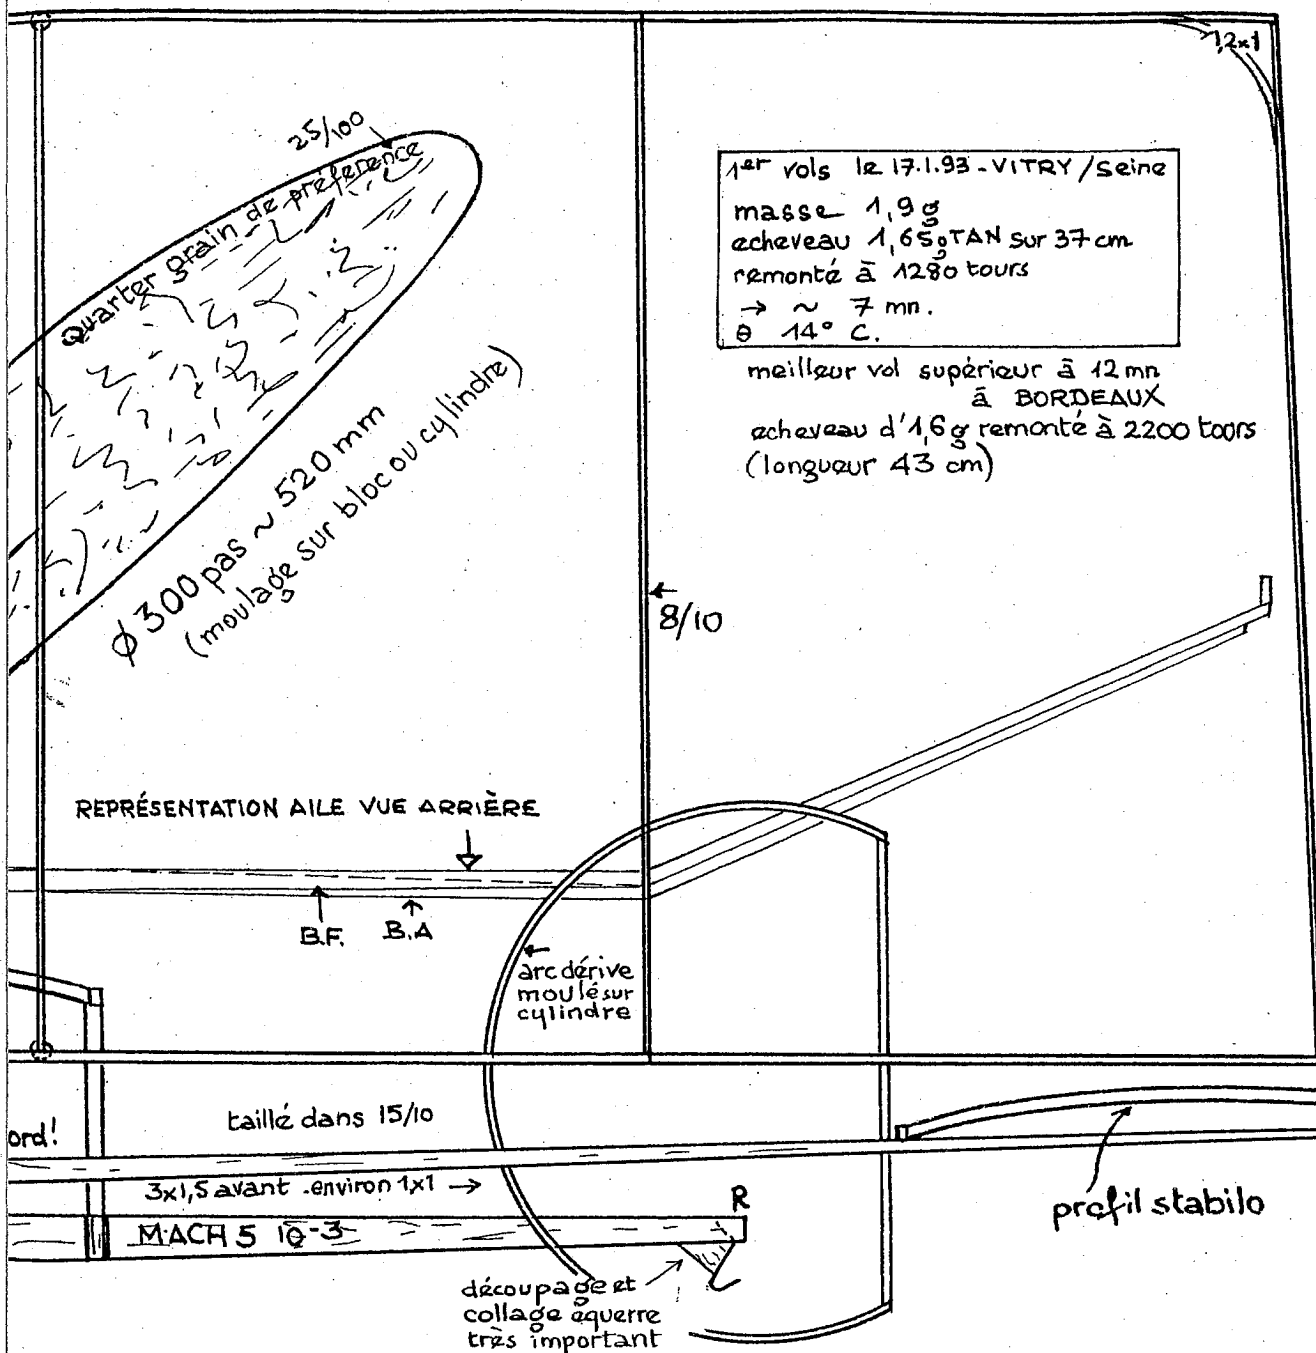 1,2x1
25/100
Quarter grain de préférence
1er vols le 17.1.93 - VITRY / Seine
masse 1,9 g
echeveau 1,65g TAN sur 37 cm
remonté à 1280 tours
→ ~ 7 mn.
θ 14° C.
meilleur vol supérieur à 12 mn
à BORDEAUX
echeveau d'1,6 g remonté à 2200 tours
(longueur 43 cm)
ϕ 300 pas ~ 520 mm
(moulage sur bloc ou cylindre)
8/10
REPRÉSENTATION AILE VUE ARRIÈRE
B.F.
B.A
arc dérive
moulé sur
cylindre
ord!
taillé dans 15/10
3x1,5 avant . environ 1x1 →
R
profil stabilo
MACH 5 10-3
découpage et
collage équerre
très important